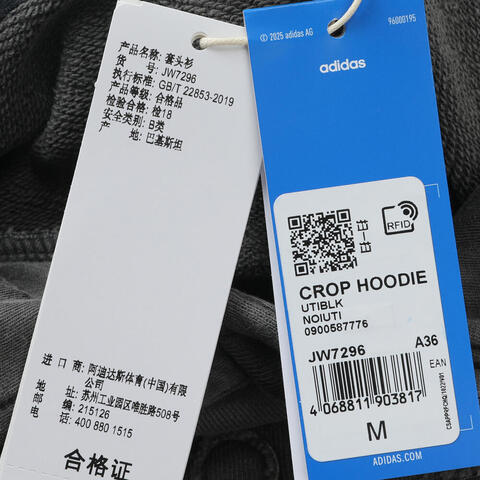 产品名称: 套头衫
货 号: JW7296
执行标准: GB/T 22853-2019
产品等级: 合格品
检验合格: 检18
安全类别: B类
产 地: 巴基斯坦
进 口 商: 阿迪达斯体育(中国)有限
公司
地 址: 苏州工业园区唯胜路508号
邮 编: 215126
电 话: 400 880 1515
合格证
© 2025 adidas AG
96000195
adidas
RFID
CROP HOODIE
UTIBLK
NOIUTI
0900587776
JW7296 A36
EAN
4 068811 903817
M
ADIDAS.COM